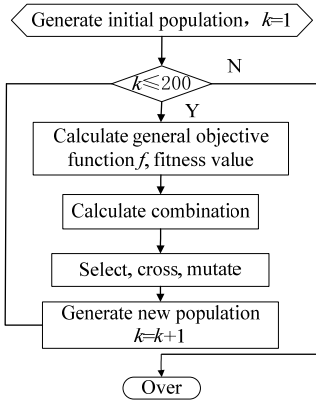 Generate initial population, k=1
k≤200
N
Y
Calculate general objective
function f, fitness value
Calculate combination
Select, cross, mutate
Generate new population
k=k+1
Over